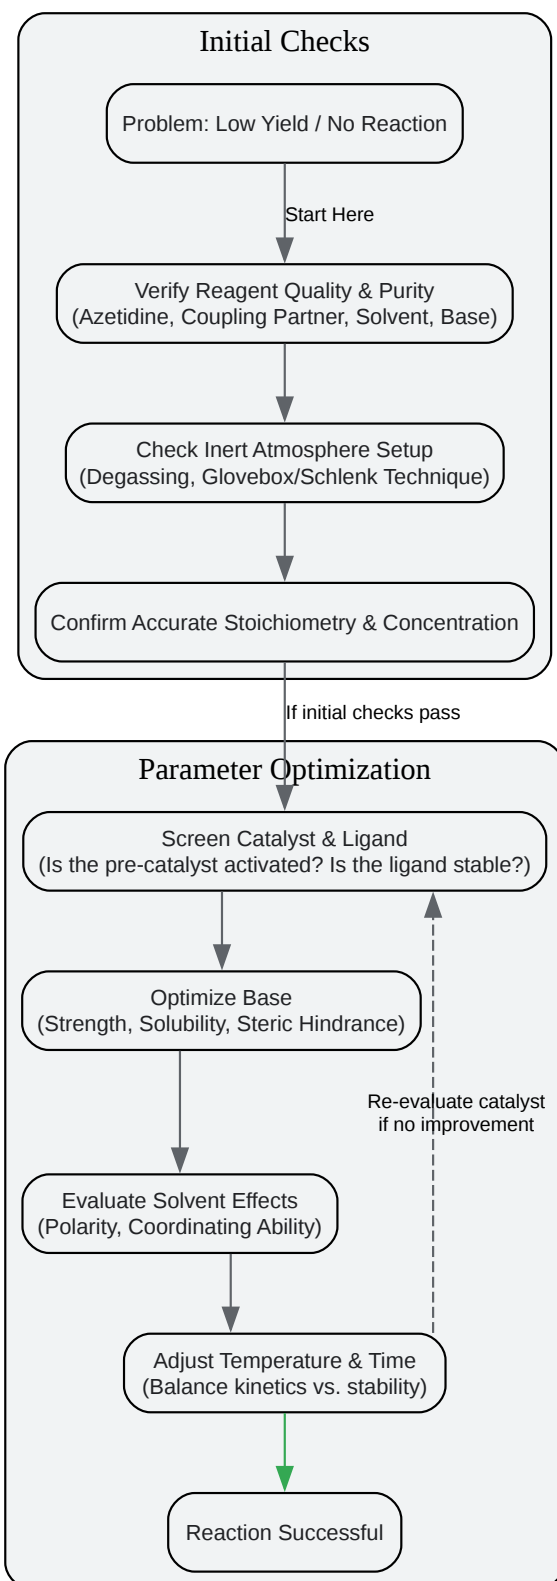 Initial Checks
Problem: Low Yield / No Reaction
Start Here
Verify Reagent Quality & Purity
(Azetidine, Coupling Partner, Solvent, Base)
Check Inert Atmosphere Setup
(Degassing, Glovebox/Schlenk Technique)
Confirm Accurate Stoichiometry & Concentration
If initial checks pass
Parameter Optimization
Screen Catalyst & Ligand
(Is the pre-catalyst activated? Is the ligand stable?)
Optimize Base
(Strength, Solubility, Steric Hindrance)
Re-evaluate catalyst
if no improvement
Evaluate Solvent Effects
(Polarity, Coordinating Ability)
Adjust Temperature & Time
(Balance kinetics vs. stability)
Reaction Successful